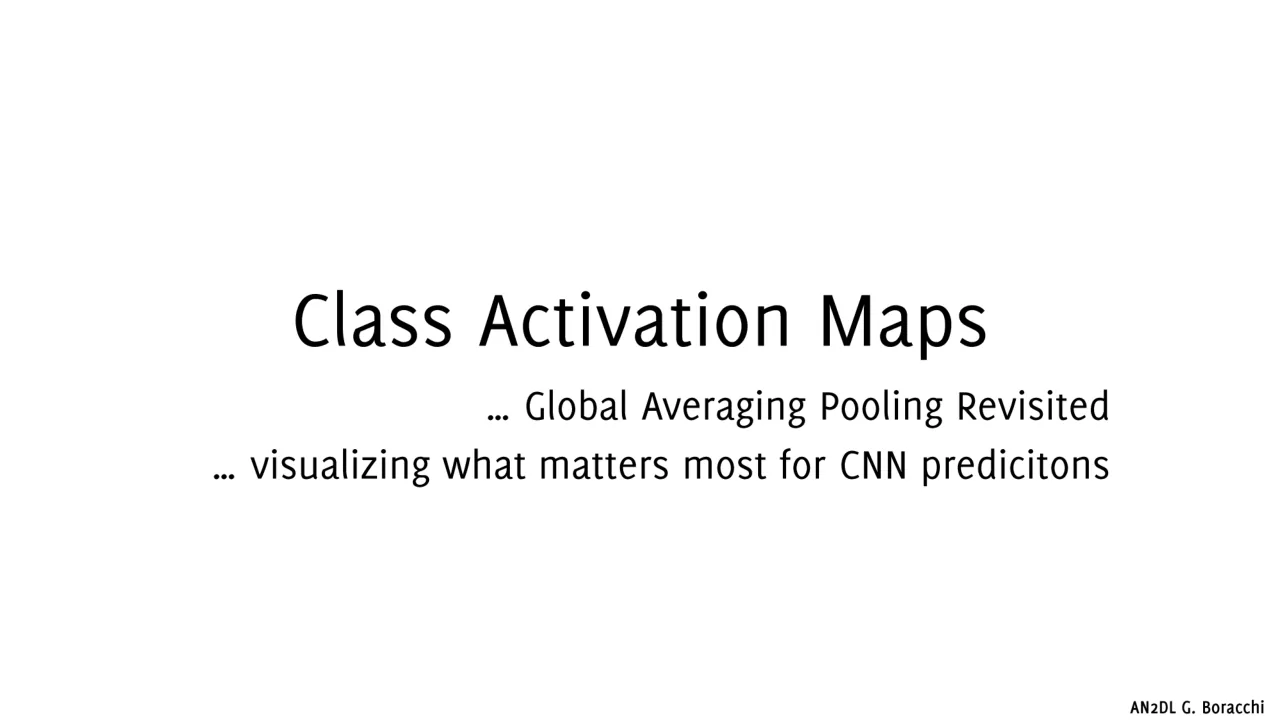 Class Activation Maps
... Global Averaging Pooling Revisited
... visualizing what matters most for CNN predicitons
AN2DL G. Boracchi